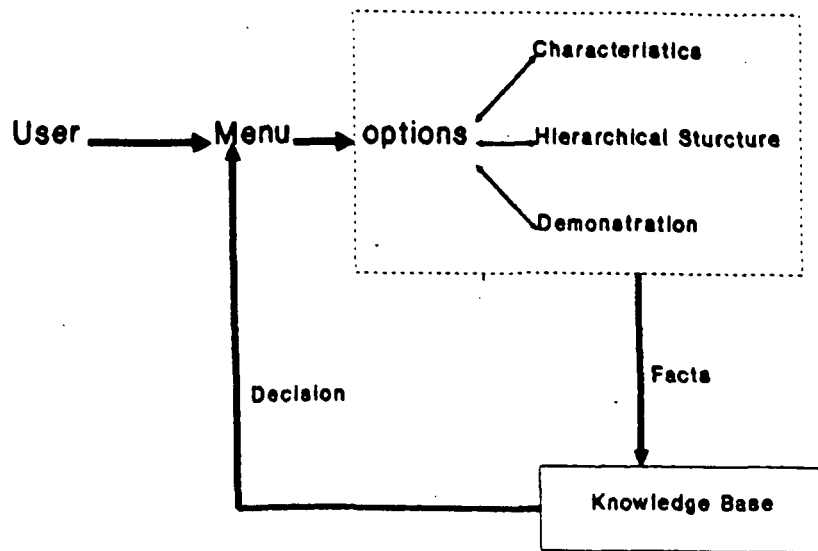 Characteristics
User Menu options Hierarchical Sturcture
Demonstration
Decision
Facts
Knowledge Base